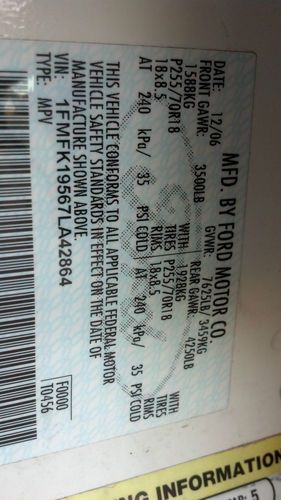 MFD. BY FORD MOTOR CO.
DATE: 12/06 GVWR: 7625LB/ 3459KG
FRONT GAWR: 3500LB REAR GAWR: 4250LB
1588KG WITH 1928KG WITH
P255/70R18 TIRES P255/70R18 TIRES
18x8.5 RIMS 18x8.5 RIMS
AT 240 kPa/ 35 PSI COLD AT 240 kPa/ 35 PSI COLD
THIS VEHICLE CONFORMS TO ALL APPLICABLE FEDERAL MOTOR
VEHICLE SAFETY STANDARDS IN EFFECT ON THE DATE OF
MANUFACTURE SHOWN ABOVE.
VIN: 1FMFK19567LA42864 F0000
TYPE: MPV T0456
NG INFORMATION
5